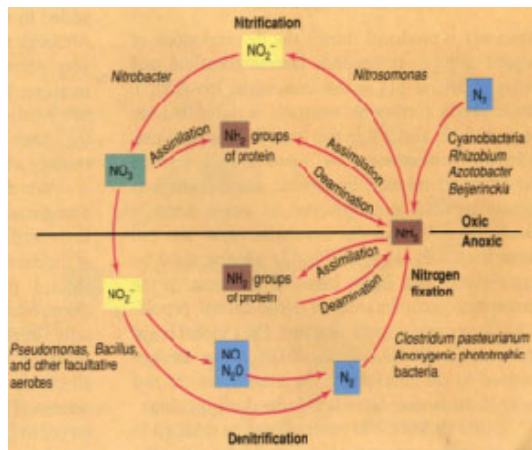 Nitrification
NO2⁻
Nitrobacter
Nitrosomonas
N2
Cyanobacteria
Rhizobium
Azotobacter
Beijerinckia
Assimilation
NH2 groups
of protein
Assimilation
Deamination
NO3
NH3
Oxic
Anoxic
Assimilation
NH2 groups
of protein
Deamination
Nitrogen
fixation
NO2⁻
Pseudomonas, Bacillus,
and other facultative
aerobes
NO
N2O
N2
Clostridium pasteurianum
Anoxygenic phototrophic
bacteria
Denitrification